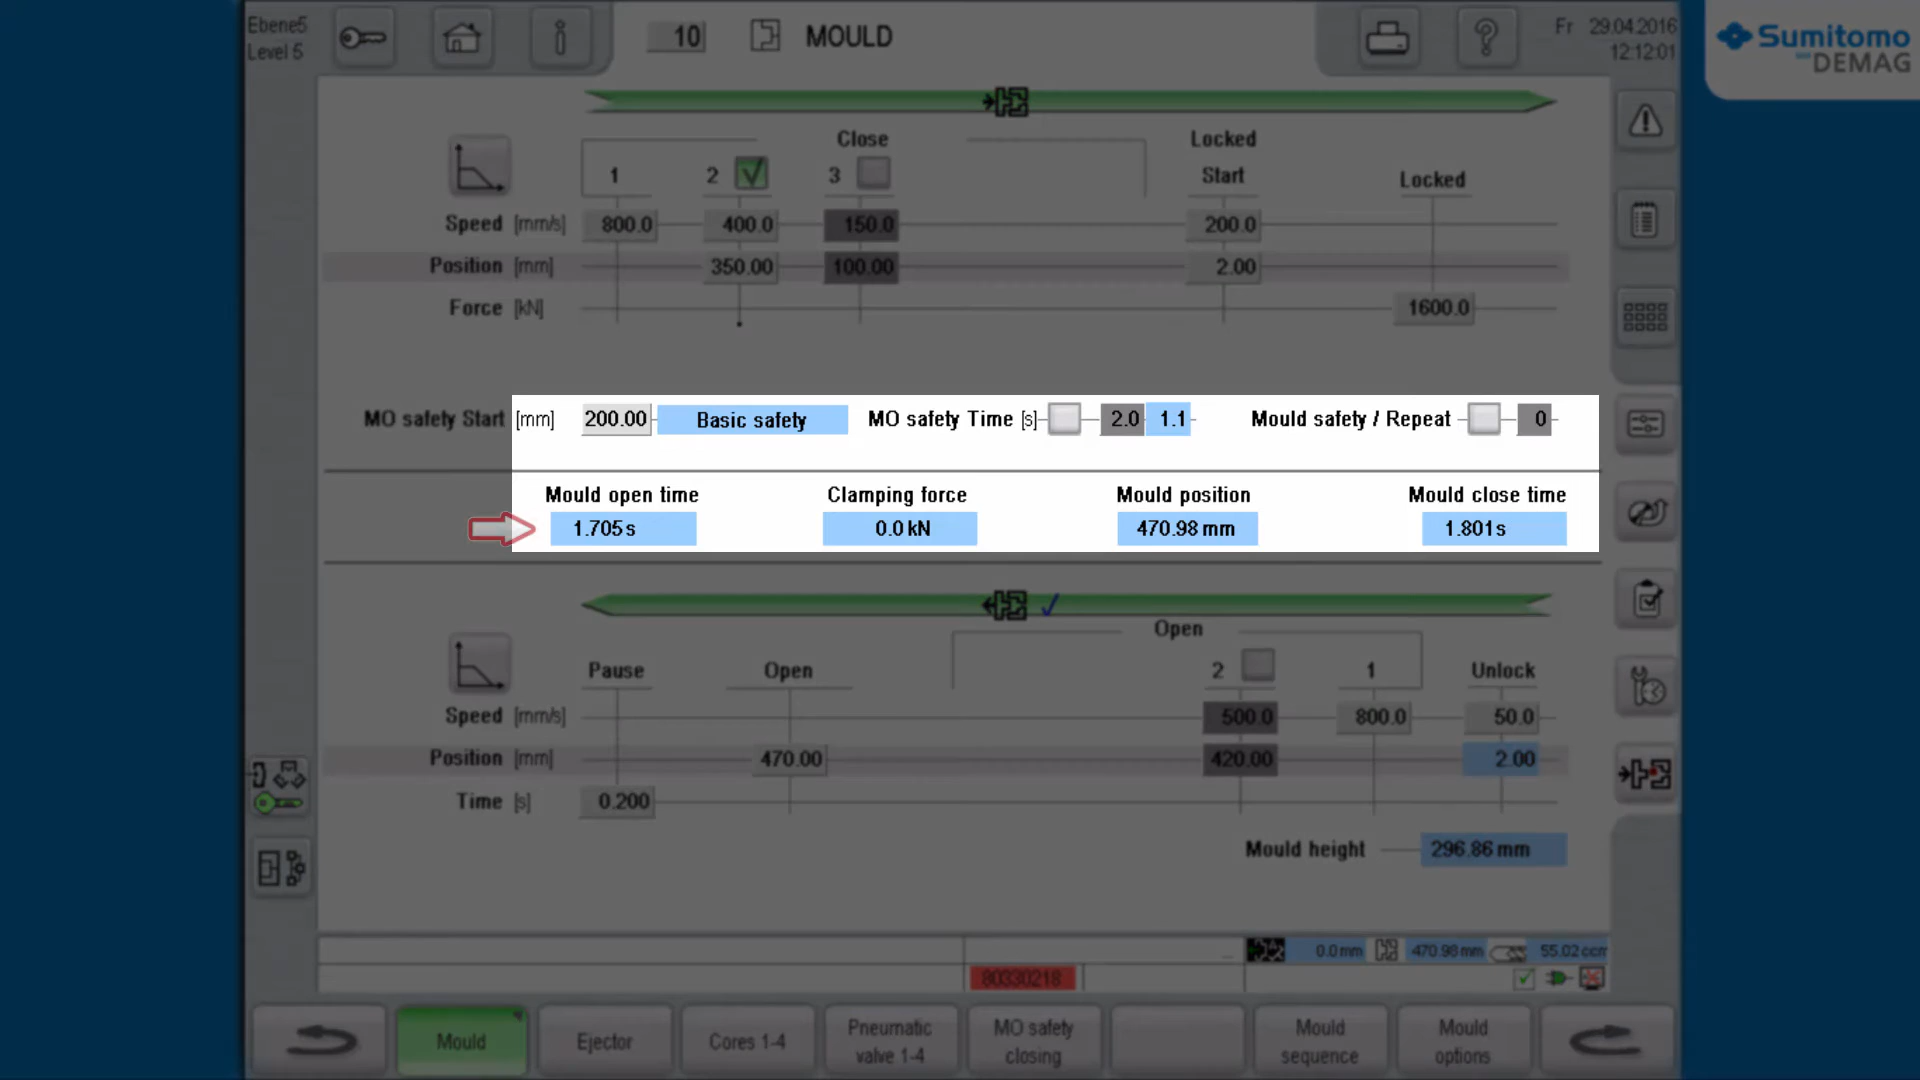 Ebene5
Level 5
10 MOULD
Fr 29.04.2016
12:12:01
Sumitomo
DEMAG
Close
Locked
1 2 3 Start Locked
Speed [mm/s] 800.0 400.0 150.0 200.0
Position [mm] 350.00 100.00 2.00
Force [kN] 1600.0
MO safety Start [mm] 200.00 Basic safety MO safety Time [s] 2.0 1.1 Mould safety / Repeat 0
Mould open time Clamping force Mould position Mould close time
1.705 s 0.0 kN 470.98 mm 1.801 s
Open
Pause Open 2 1 Unlock
Speed [mm/s] 500.0 800.0 50.0
Position [mm] 470.00 420.00 2.00
Time [s] 0.200
Mould height 296.86 mm
0.0 mm 470.98 mm 55.02 ccm
80330218
Mould Ejector Cores 1-4 Pneumatic valve 1-4 MO safety closing Mould sequence Mould options